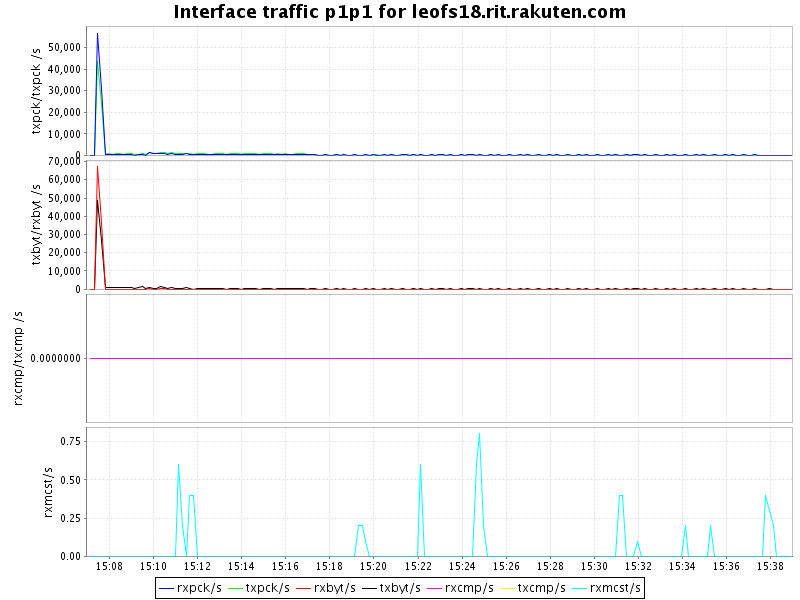 Interface traffic p1p1 for leofs18.rit.rakuten.com
txpck/txpck /s
50,000
40,000
30,000
20,000
10,000
0
txbyt/rxbyt /s
70,000
60,000
50,000
40,000
30,000
20,000
10,000
0
rxcmp/txcmp /s
0.0000000
rxmcst/s
0.75
0.50
0.25
0.00
15:08 15:10 15:12 15:14 15:16 15:18 15:20 15:22 15:24 15:26 15:28 15:30 15:32 15:34 15:36 15:38
rxpck/s txpck/s rxbyt/s txbyt/s rxcmp/s txcmp/s rxmcst/s